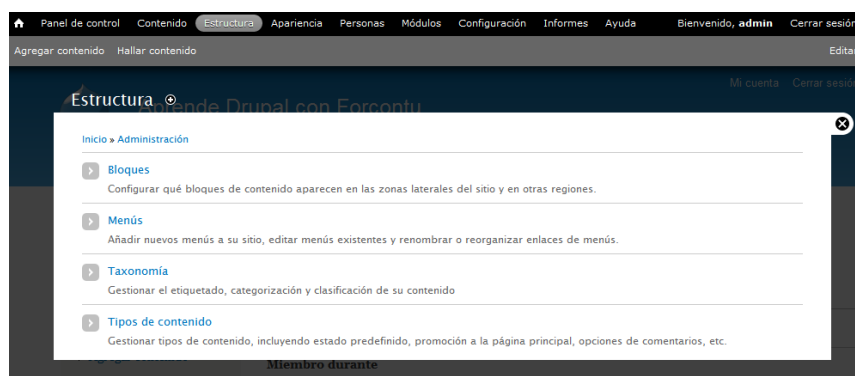 Panel de control Contenido Estructura Apariencia Personas Módulos Configuración Informes Ayuda Bienvenido, admin Cerrar sesión
Agregar contenido Hallar contenido Editar
Mi cuenta Cerrar sesión
Aprende Drupal con Forcontu
Estructura
Inicio » Administración
Bloques
Configurar qué bloques de contenido aparecen en las zonas laterales del sitio y en otras regiones.
Menús
Añadir nuevos menús a su sitio, editar menús existentes y renombrar o reorganizar enlaces de menús.
Taxonomía
Gestionar el etiquetado, categorización y clasificación de su contenido
Tipos de contenido
Gestionar tipos de contenido, incluyendo estado predefinido, promoción a la página principal, opciones de comentarios, etc.
Miembro durante